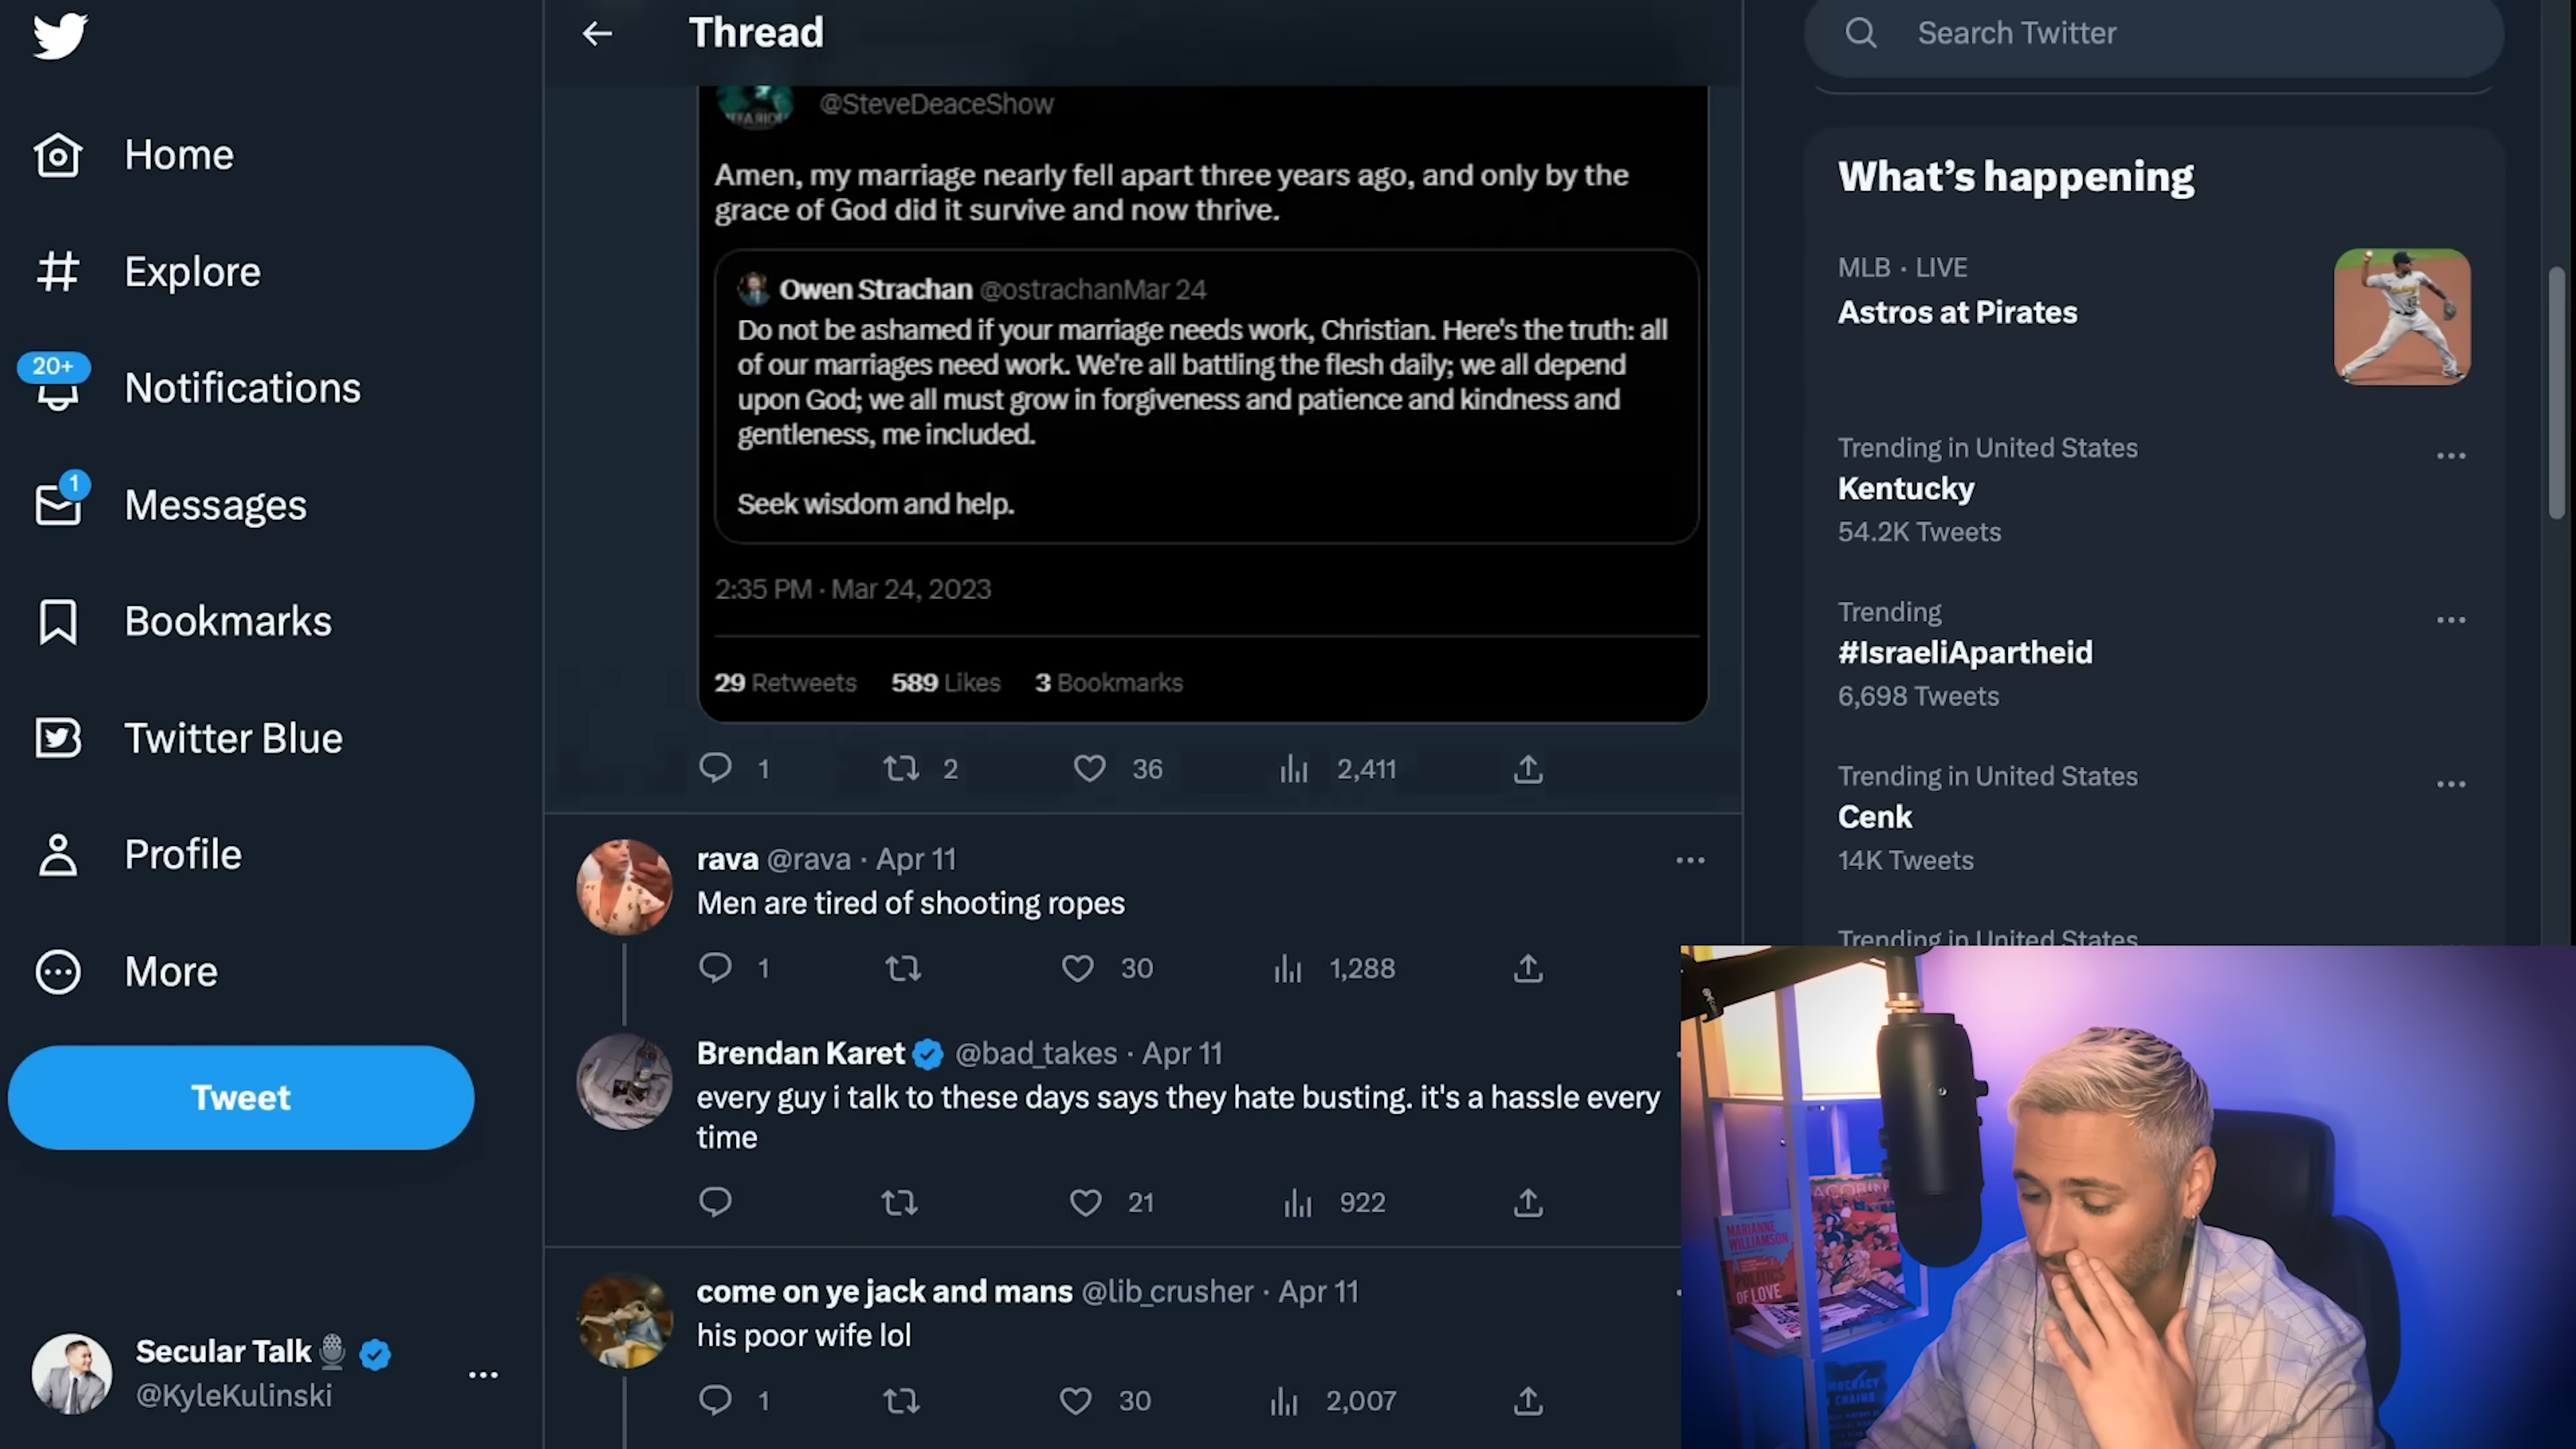 Home
Explore
20+
Notifications
1
Messages
Bookmarks
Twitter Blue
Profile
More
Tweet
Secular Talk
@KyleKulinski
Thread
@SteveDeaceShow
Amen, my marriage nearly fell apart three years ago, and only by the
grace of God did it survive and now thrive.
Owen Strachan @ostrachanMar 24
Do not be ashamed if your marriage needs work, Christian. Here's the truth: all
of our marriages need work. We're all battling the flesh daily; we all depend
upon God; we all must grow in forgiveness and patience and kindness and
gentleness, me included.
Seek wisdom and help.
2:35 PM · Mar 24, 2023
29 Retweets 589 Likes 3 Bookmarks
1 2 36 2,411
rava @rava · Apr 11
Men are tired of shooting ropes
1 30 1,288
Brendan Karet @bad_takes · Apr 11
every guy i talk to these days says they hate busting. it's a hassle every
time
21 922
come on ye jack and mans @lib_crusher · Apr 11
his poor wife lol
1 30 2,007
Search Twitter
What's happening
MLB · LIVE
Astros at Pirates
Trending in United States
Kentucky
54.2K Tweets
Trending
#IsraeliApartheid
6,698 Tweets
Trending in United States
Cenk
14K Tweets
Trending in United States
MARIANNE
WILLIAMSON
POLITICS
OF LOVE